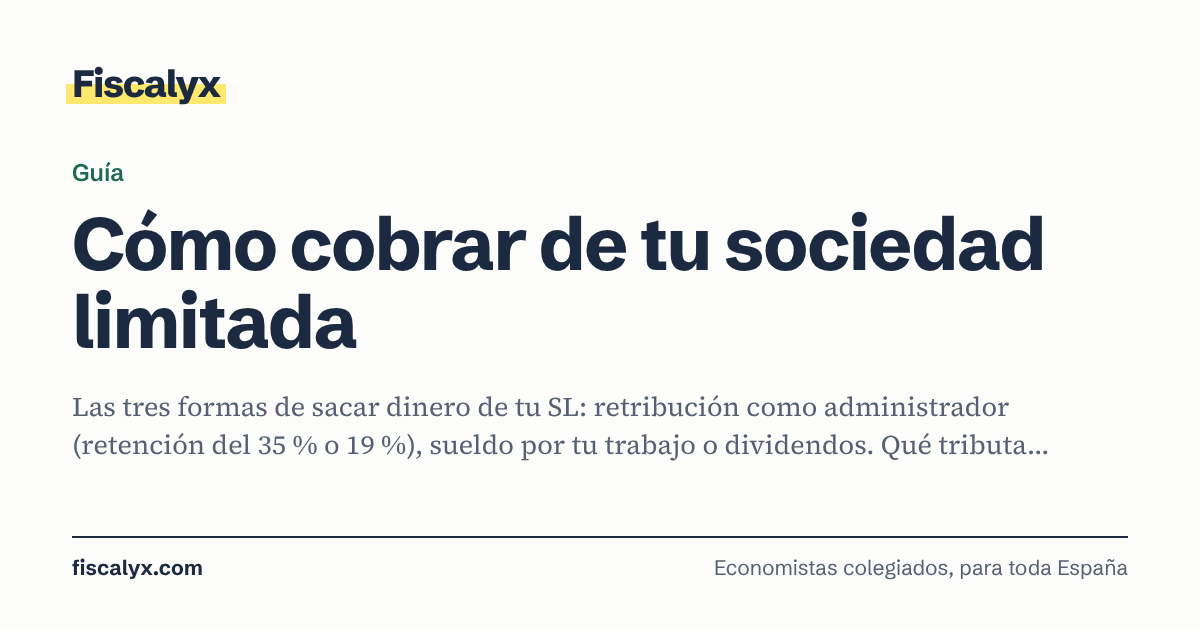 Fiscalyx
Guía
Cómo cobrar de tu sociedad
limitada
Las tres formas de sacar dinero de tu SL: retribución como administrador
(retención del 35 % o 19 %), sueldo por tu trabajo o dividendos. Qué tributa…
fiscalyx.com
Economistas colegiados, para toda España